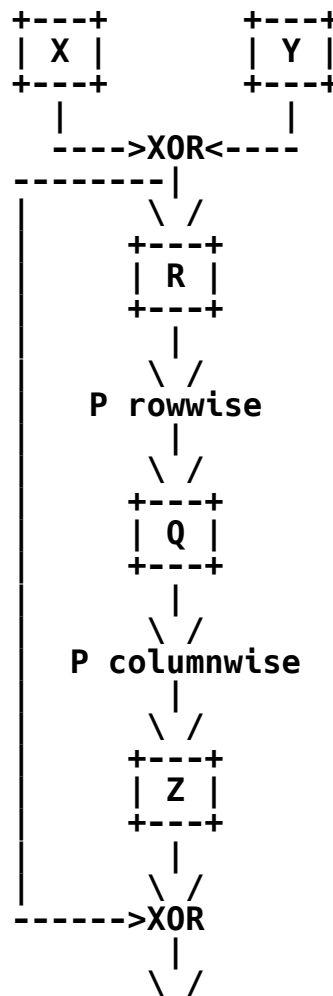 +---+       +---+
| X |       | Y |
+---+       +---+
  |           |
  ---->XOR<----
--------|
|      \ /
|     +---+
|     | R |
|     +---+
|       |
|      \ /
|   P rowwise
|       |
|      \ /
|     +---+
|     | Q |
|     +---+
|       |
|      \ /
|  P columnwise
|       |
|      \ /
|     +---+
|     | Z |
|     +---+
|       |
|      \ /
------>XOR
        |
       \ /